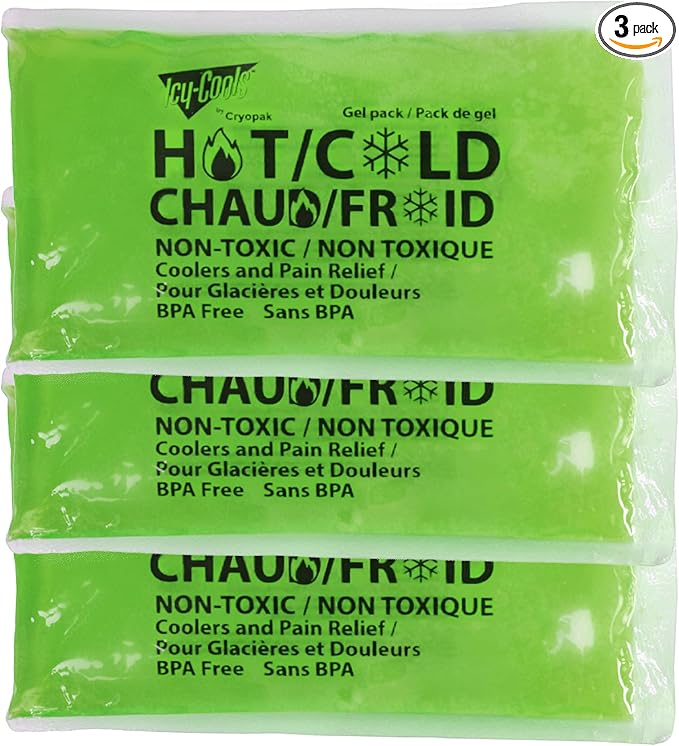 3 pack
Icy-Cools™
by Cryopak
Gel pack / Pack de gel
HOT/COLD
CHAUD/FROID
NON-TOXIC / NON TOXIQUE
Coolers and Pain Relief /
Pour Glacières et Douleurs
BPA Free Sans BPA
CHAUD/FROID
NON-TOXIC / NON TOXIQUE
Coolers and Pain Relief /
Pour Glacières et Douleurs
BPA Free Sans BPA
CHAUD/FROID
NON-TOXIC / NON TOXIQUE
Coolers and Pain Relief /
Pour Glacières et Douleurs
BPA Free Sans BPA